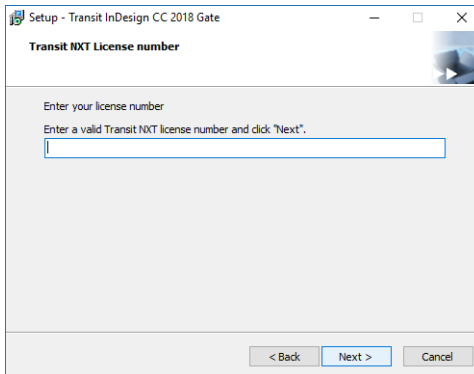 Setup - Transit InDesign CC 2018 Gate
Transit NXT License number
Enter your license number
Enter a valid Transit NXT license number and click "Next".
< Back Next > Cancel